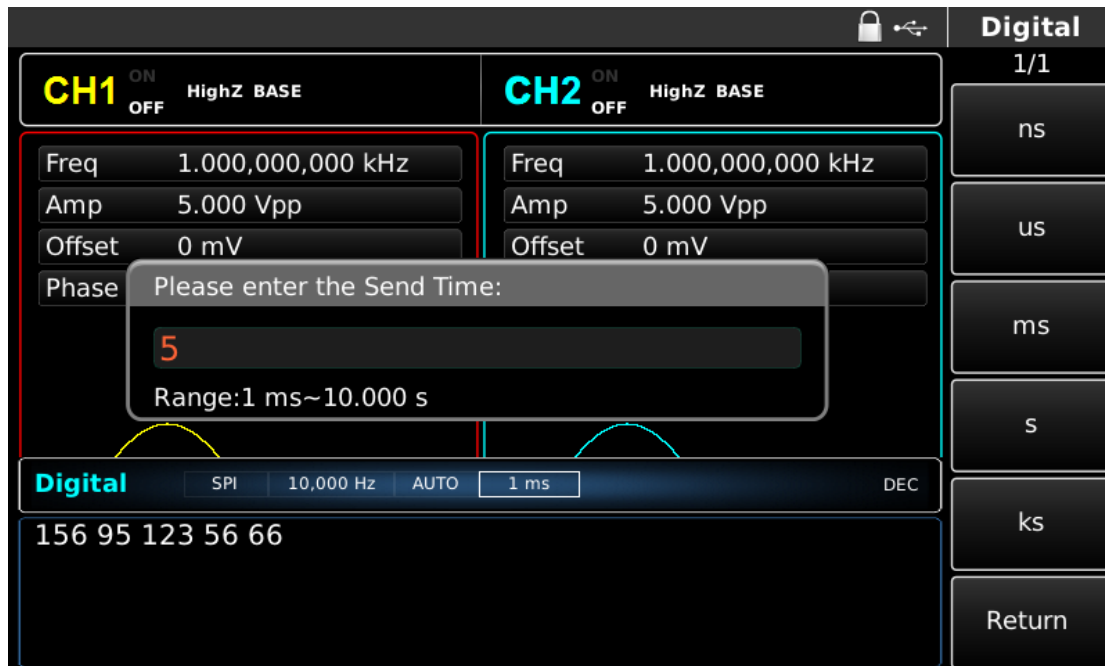 Digital
1/1
CH1 ON OFF HighZ BASE
CH2 ON OFF HighZ BASE
ns
Freq 1.000,000,000 kHz
Freq 1.000,000,000 kHz
Amp 5.000 Vpp
Amp 5.000 Vpp
us
Offset 0 mV
Offset 0 mV
Phase
Please enter the Send Time:
5
ms
Range:1 ms~10.000 s
s
Digital SPI 10,000 Hz AUTO 1 ms DEC
156 95 123 56 66
ks
Return